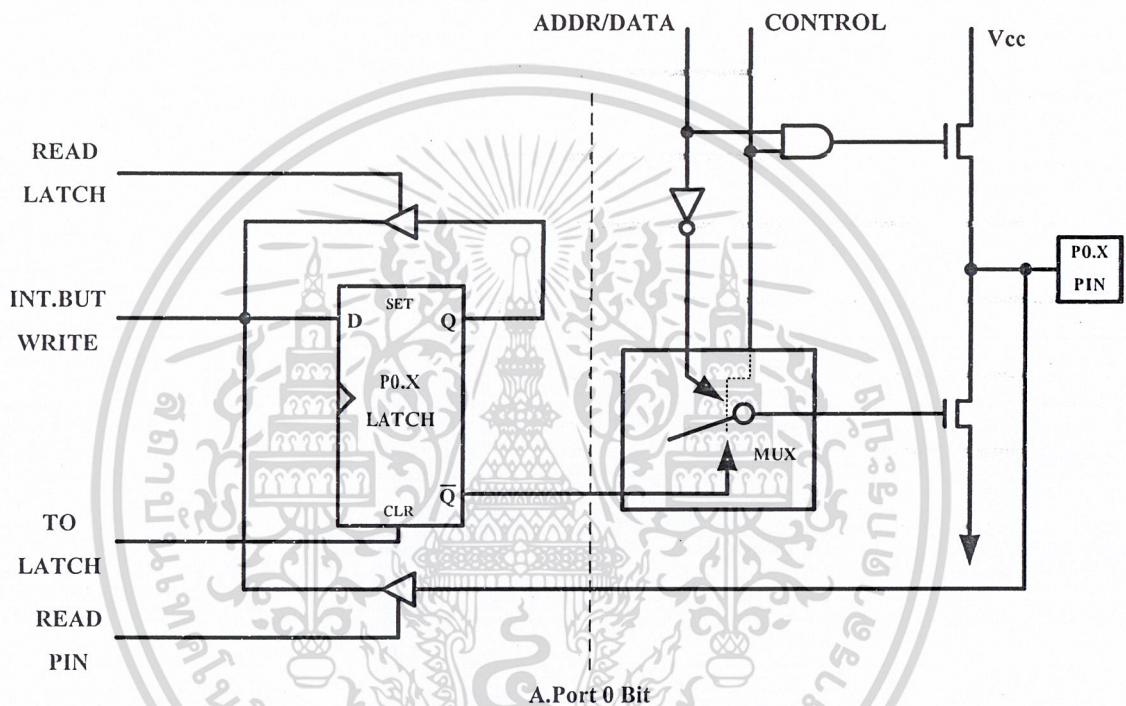 ADDR/DATA
CONTROL
Vcc
READ
LATCH
INT.BUT
WRITE
SET
D
Q
P0.X
LATCH
Q̅
CLR
MUX
P0.X
PIN
TO
LATCH
READ
PIN
A.Port 0 Bit